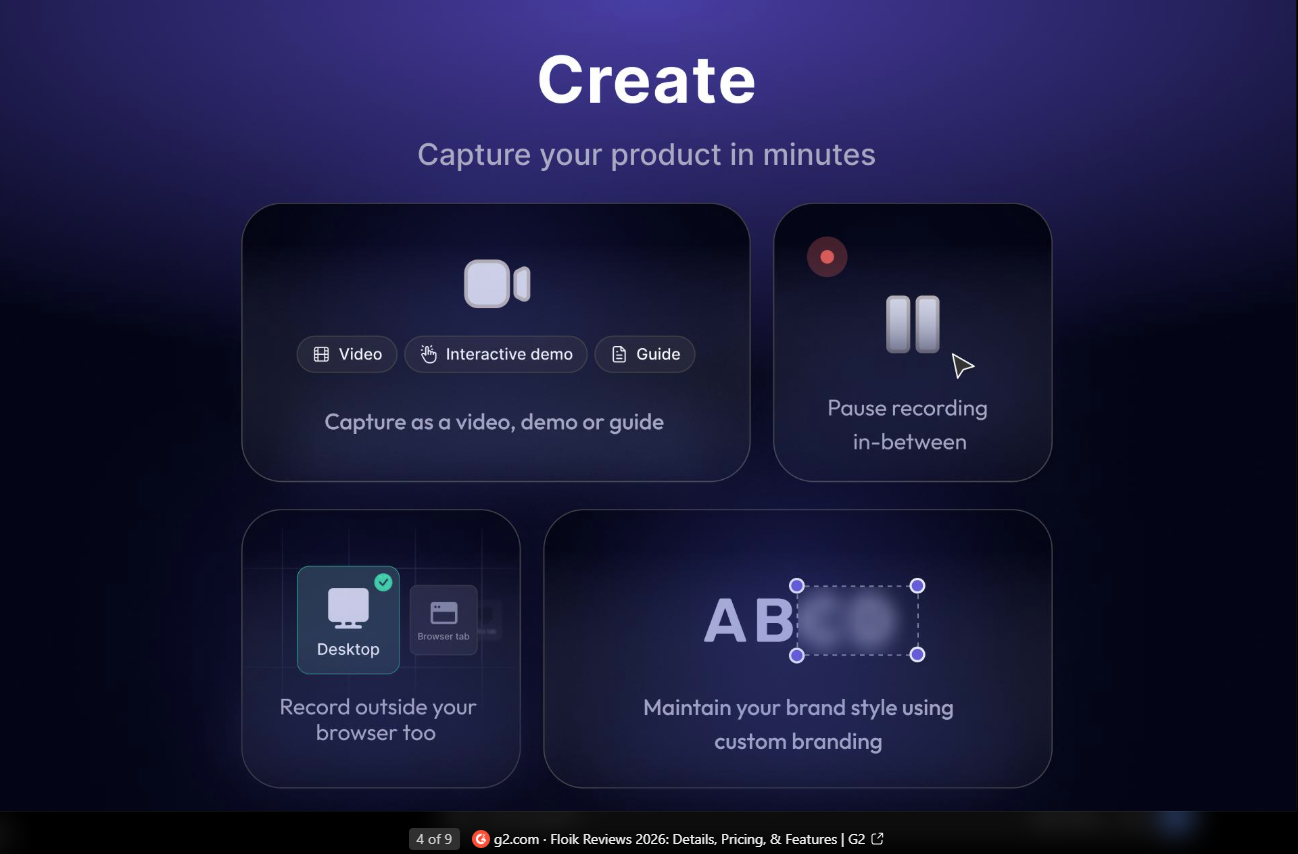 Create
Capture your product in minutes
Video
Interactive demo
Guide
Capture as a video, demo or guide
Pause recording
in-between
Desktop
Browser tab
Record outside your
browser too
AB
Maintain your brand style using
custom branding
4 of 9
g2.com · Floik Reviews 2026: Details, Pricing, & Features | G2